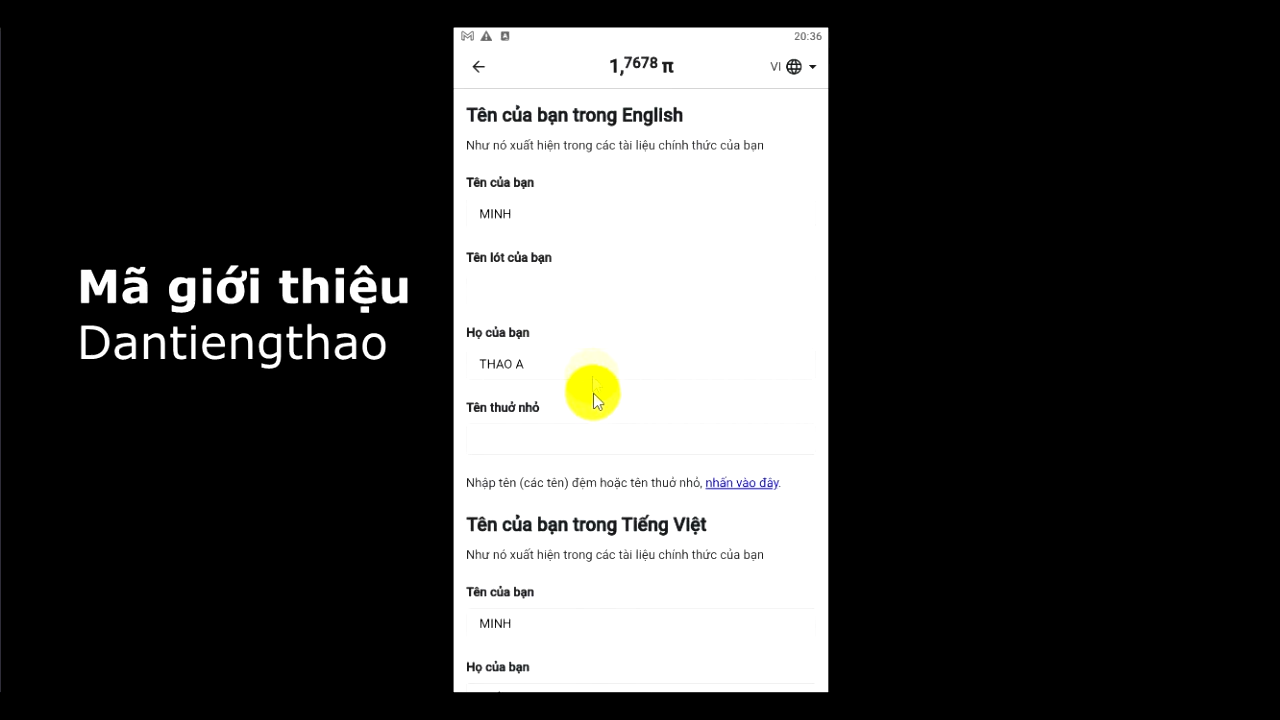 20:36
1,7678 π
VI
Tên của bạn trong English
Như nó xuất hiện trong các tài liệu chính thức của bạn
Tên của bạn
MINH
Tên lót của bạn
Họ của bạn
THAO A
Tên thuở nhỏ
Nhập tên (các tên) đệm hoặc tên thuở nhỏ, nhấn vào đây.
Tên của bạn trong Tiếng Việt
Như nó xuất hiện trong các tài liệu chính thức của bạn
Tên của bạn
MINH
Họ của bạn
Mã giới thiệu
Dantiengthao